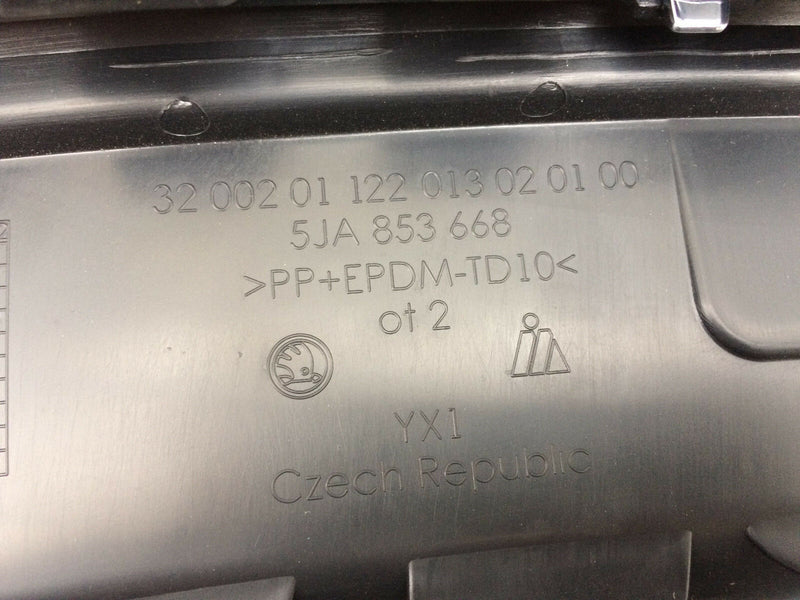 32 002 01 122 013 02 01 00
5JA 853 668
>PP+EPDM-TD10<
ot 2
YX1
Czech Republic
2